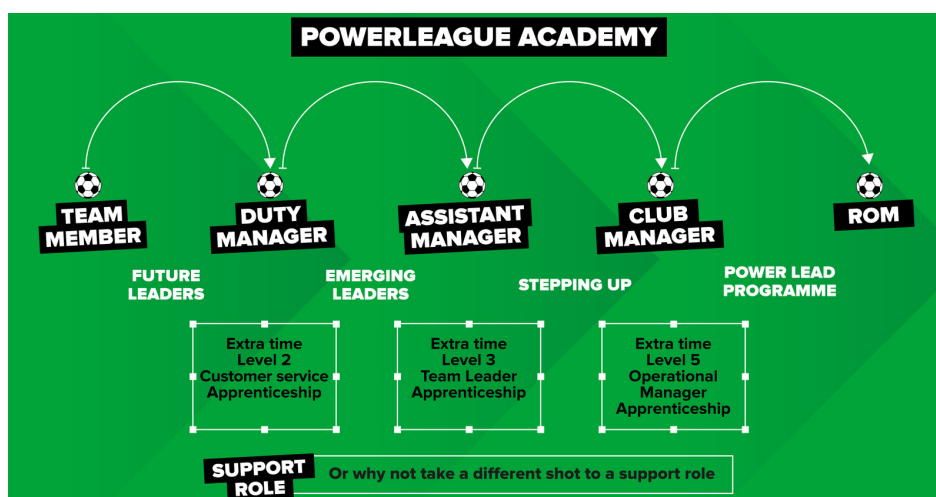 POWERLEAGUE ACADEMY
TEAM
MEMBER
DUTY
MANAGER
ASSISTANT
MANAGER
CLUB
MANAGER
ROM
FUTURE
LEADERS
EMERGING
LEADERS
STEPPING UP
POWER LEAD
PROGRAMME
Extra time
Level 2
Customer service
Apprenticeship
Extra time
Level 3
Team Leader
Apprenticeship
Extra time
Level 5
Operational
Manager
Apprenticeship
SUPPORT
ROLE
Or why not take a different shot to a support role